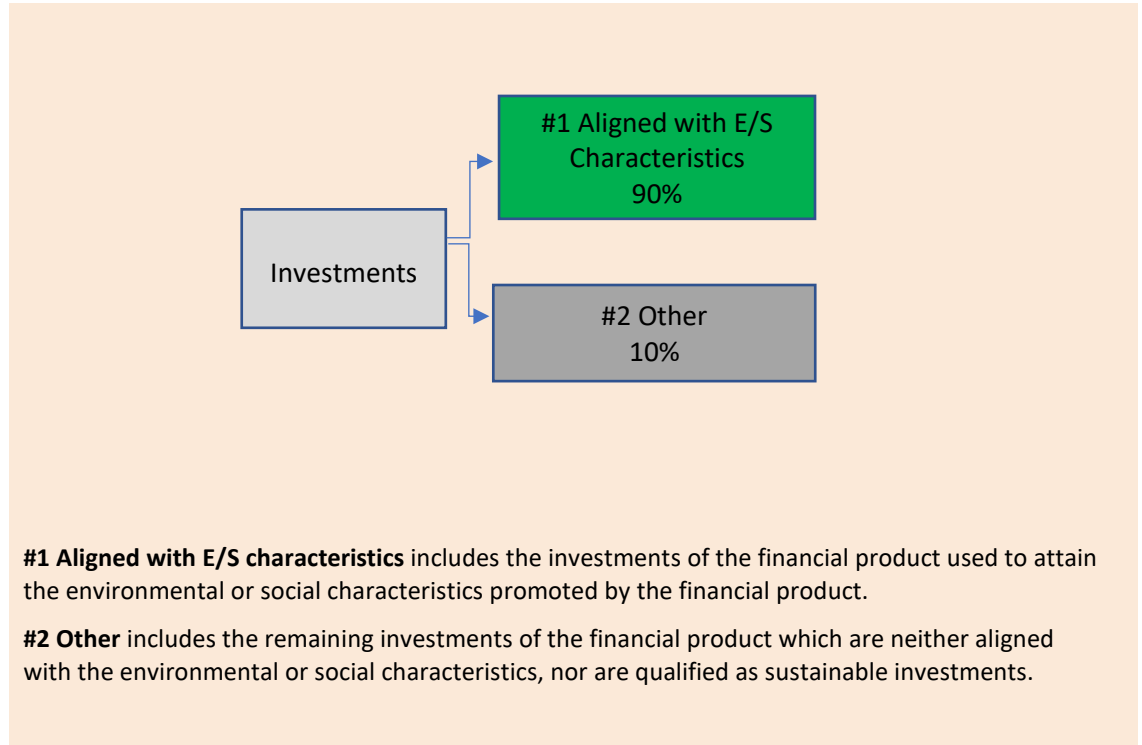 #1 Aligned with E/S
Characteristics
90%
Investments
#2 Other
10%
#1 Aligned with E/S characteristics includes the investments of the financial product used to attain
the environmental or social characteristics promoted by the financial product.
#2 Other includes the remaining investments of the financial product which are neither aligned
with the environmental or social characteristics, nor are qualified as sustainable investments.